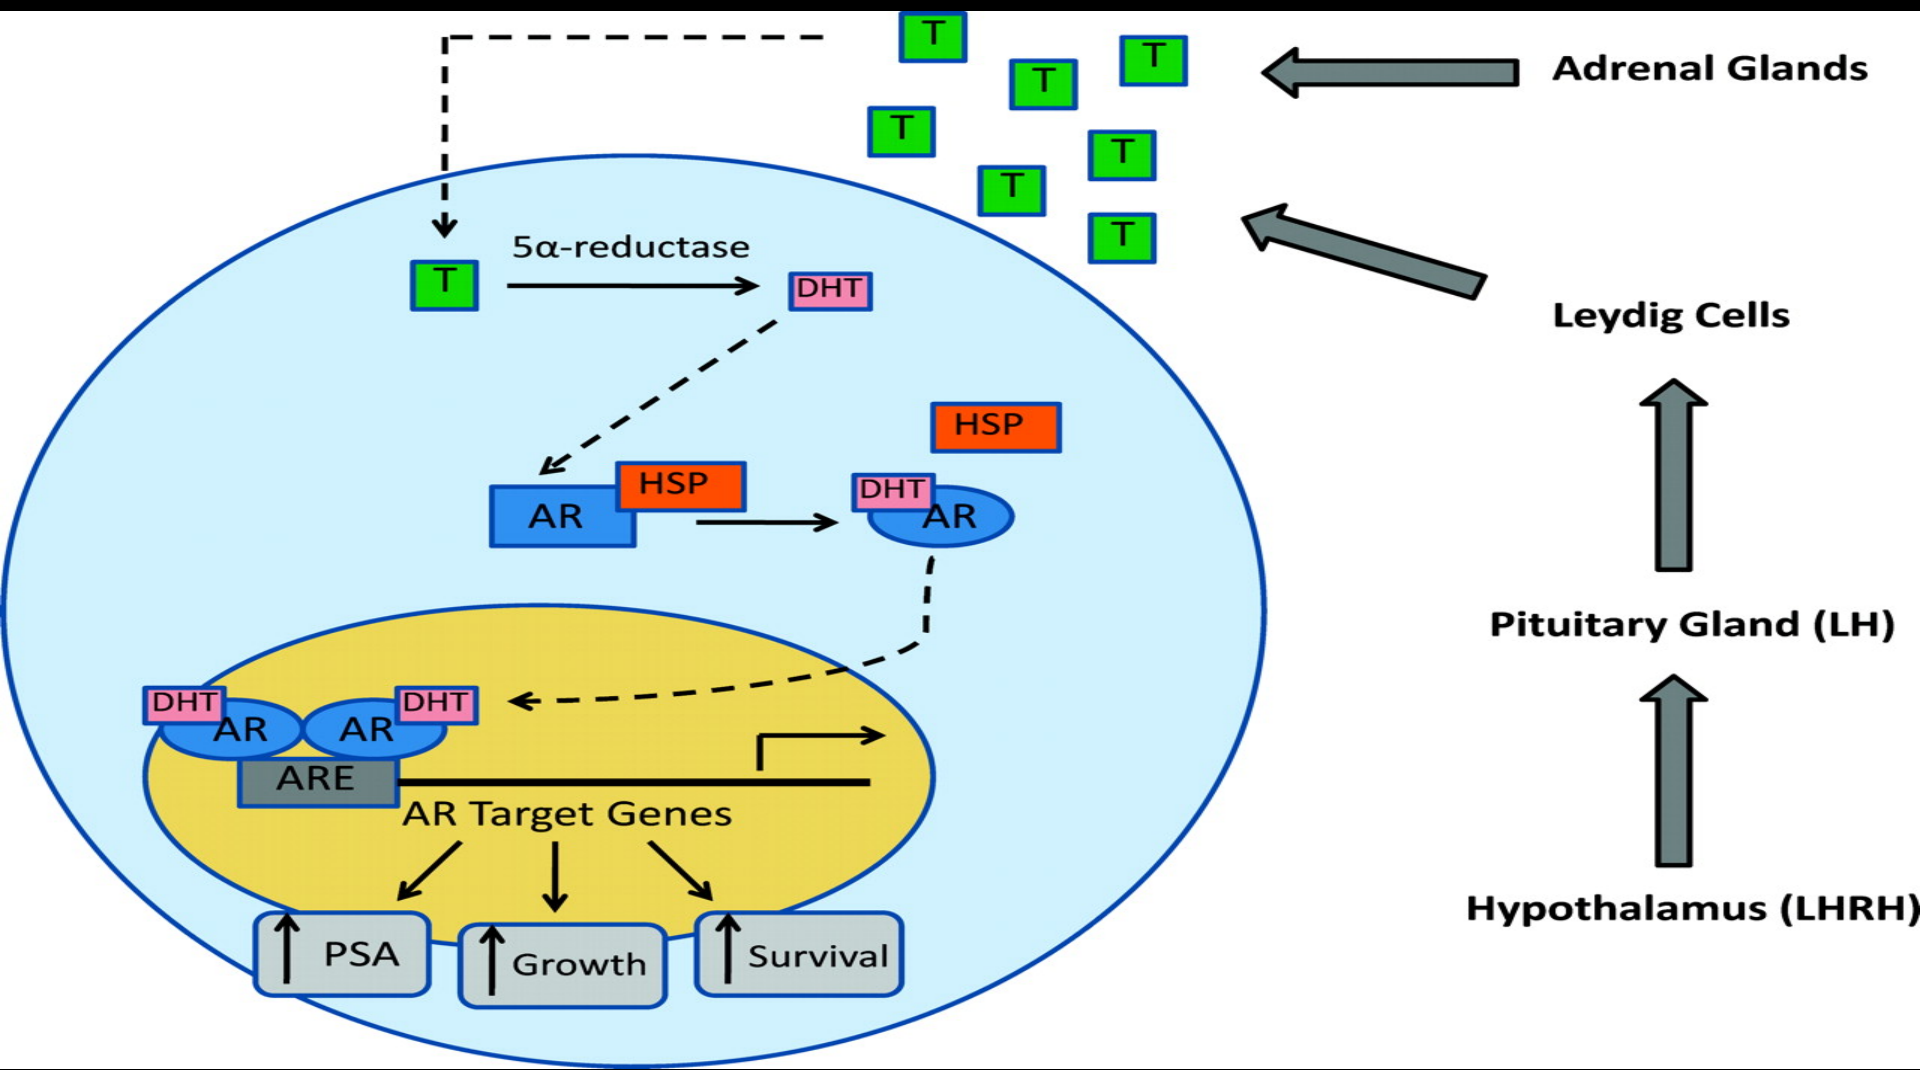 T
T
T
T
T
T
T
Adrenal Glands
Leydig Cells
Pituitary Gland (LH)
Hypothalamus (LHRH)
T
5α-reductase
DHT
HSP
AR
HSP
DHT
AR
DHT
AR
AR
DHT
ARE
AR Target Genes
PSA
Growth
Survival